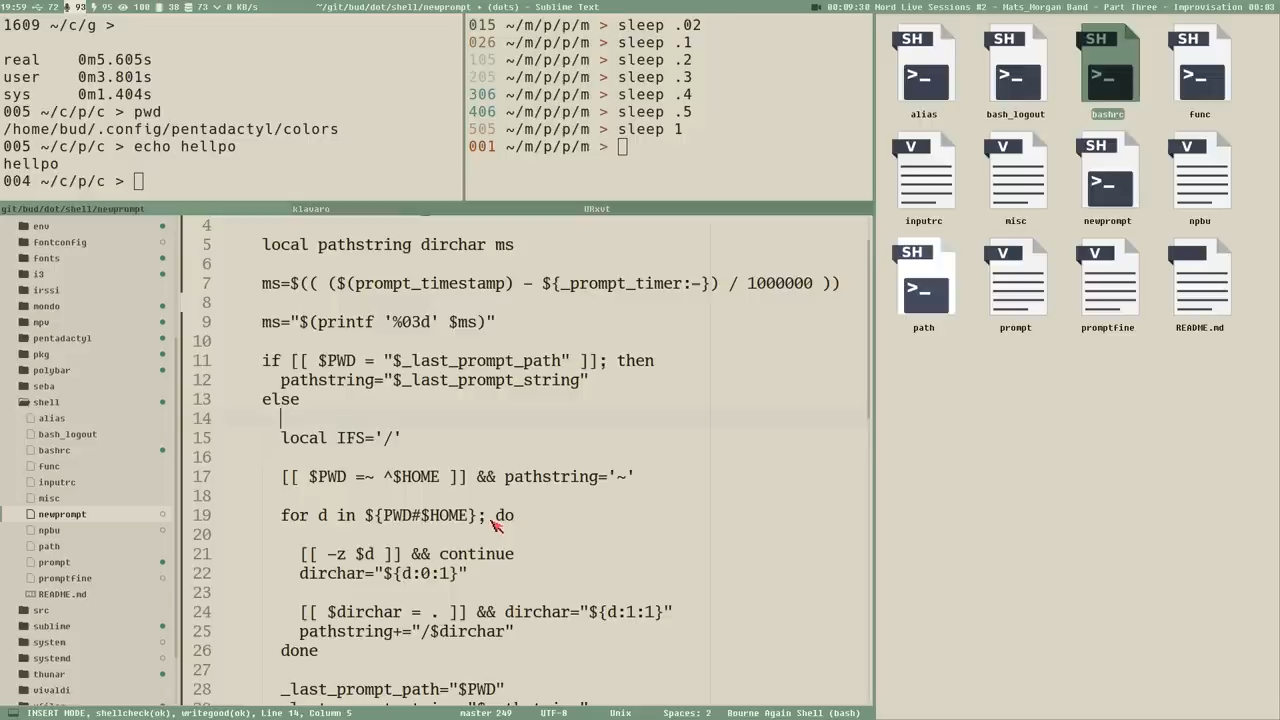 19:59 72 93 95 100 38 73 0 KB/s
~/git/bud/dot/shell/newprompt • (dots) - Sublime Text
00:09:30 Nord Live Sessions #2 - Mats_Morgan Band - Part Three - Improvisation 00:03
1609 ~/c/g >
real 0m5.605s
user 0m3.801s
sys 0m1.404s
005 ~/c/p/c > pwd
/home/bud/.config/pentadactyl/colors
005 ~/c/p/c > echo hellpo
hellpo
004 ~/c/p/c >
015 ~/m/p/p/m > sleep .02
026 ~/m/p/p/m > sleep .1
105 ~/m/p/p/m > sleep .2
205 ~/m/p/p/m > sleep .3
306 ~/m/p/p/m > sleep .4
406 ~/m/p/p/m > sleep .5
505 ~/m/p/p/m > sleep 1
001 ~/m/p/p/m >
git/bud/dot/shell/newprompt
klavaro
URxvt
env
fontconfig
fonts
i3
irssi
mondo
mpv
pentadactyl
pkg
polybar
seba
shell
alias
bash_logout
bashrc
func
inputrc
misc
newprompt
npbu
path
prompt
promptfine
README.md
src
sublime
system
systemd
thunar
vivaldi
4
5 local pathstring dirchar ms
6
7 ms=$(( ($(prompt_timestamp) - ${_prompt_timer:-}) / 1000000 ))
8
9 ms="$(printf '%03d' $ms)"
10
11 if [[ $PWD = "$_last_prompt_path" ]]; then
12 pathstring="$_last_prompt_string"
13 else
14
15 local IFS='/'
16
17 [[ $PWD =~ ^$HOME ]] && pathstring='~'
18
19 for d in ${PWD#$HOME}; do
20
21 [[ -z $d ]] && continue
22 dirchar="${d:0:1}"
23
24 [[ $dirchar = . ]] && dirchar="${d:1:1}"
25 pathstring+="/$dirchar"
26 done
27
28 _last_prompt_path="$PWD"
INSERT MODE, shellcheck(ok), writegood(ok), Line 14, Column 5
master 249 UTF-8 Unix Spaces: 2 Bourne Again Shell (bash)
SH SH SH SH
>_ >_ >_ >_
alias bash_logout bashrc func
V V SH V
>_
inputrc misc newprompt npbu
SH V V
>_
path prompt promptfine README.md